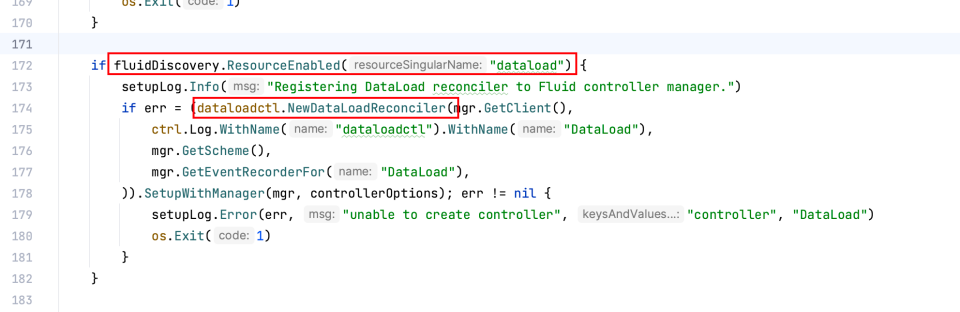 169 os.Exit( code: 1)
170 }
171
172 if fluidDiscovery.ResourceEnabled( resourceSingularName: "dataload") {
173 setupLog.Info( msg: "Registering DataLoad reconciler to Fluid controller manager.")
174 if err = (dataloadctl.NewDataLoadReconciler(mgr.GetClient(),
175 ctrl.Log.WithName( name: "dataloadctl").WithName( name: "DataLoad"),
176 mgr.GetScheme(),
177 mgr.GetEventRecorderFor( name: "DataLoad"),
178 )).SetupWithManager(mgr, controllerOptions); err != nil {
179 setupLog.Error(err, msg: "unable to create controller", keysAndValues...: "controller", "DataLoad")
180 os.Exit( code: 1)
181 }
182 }
183